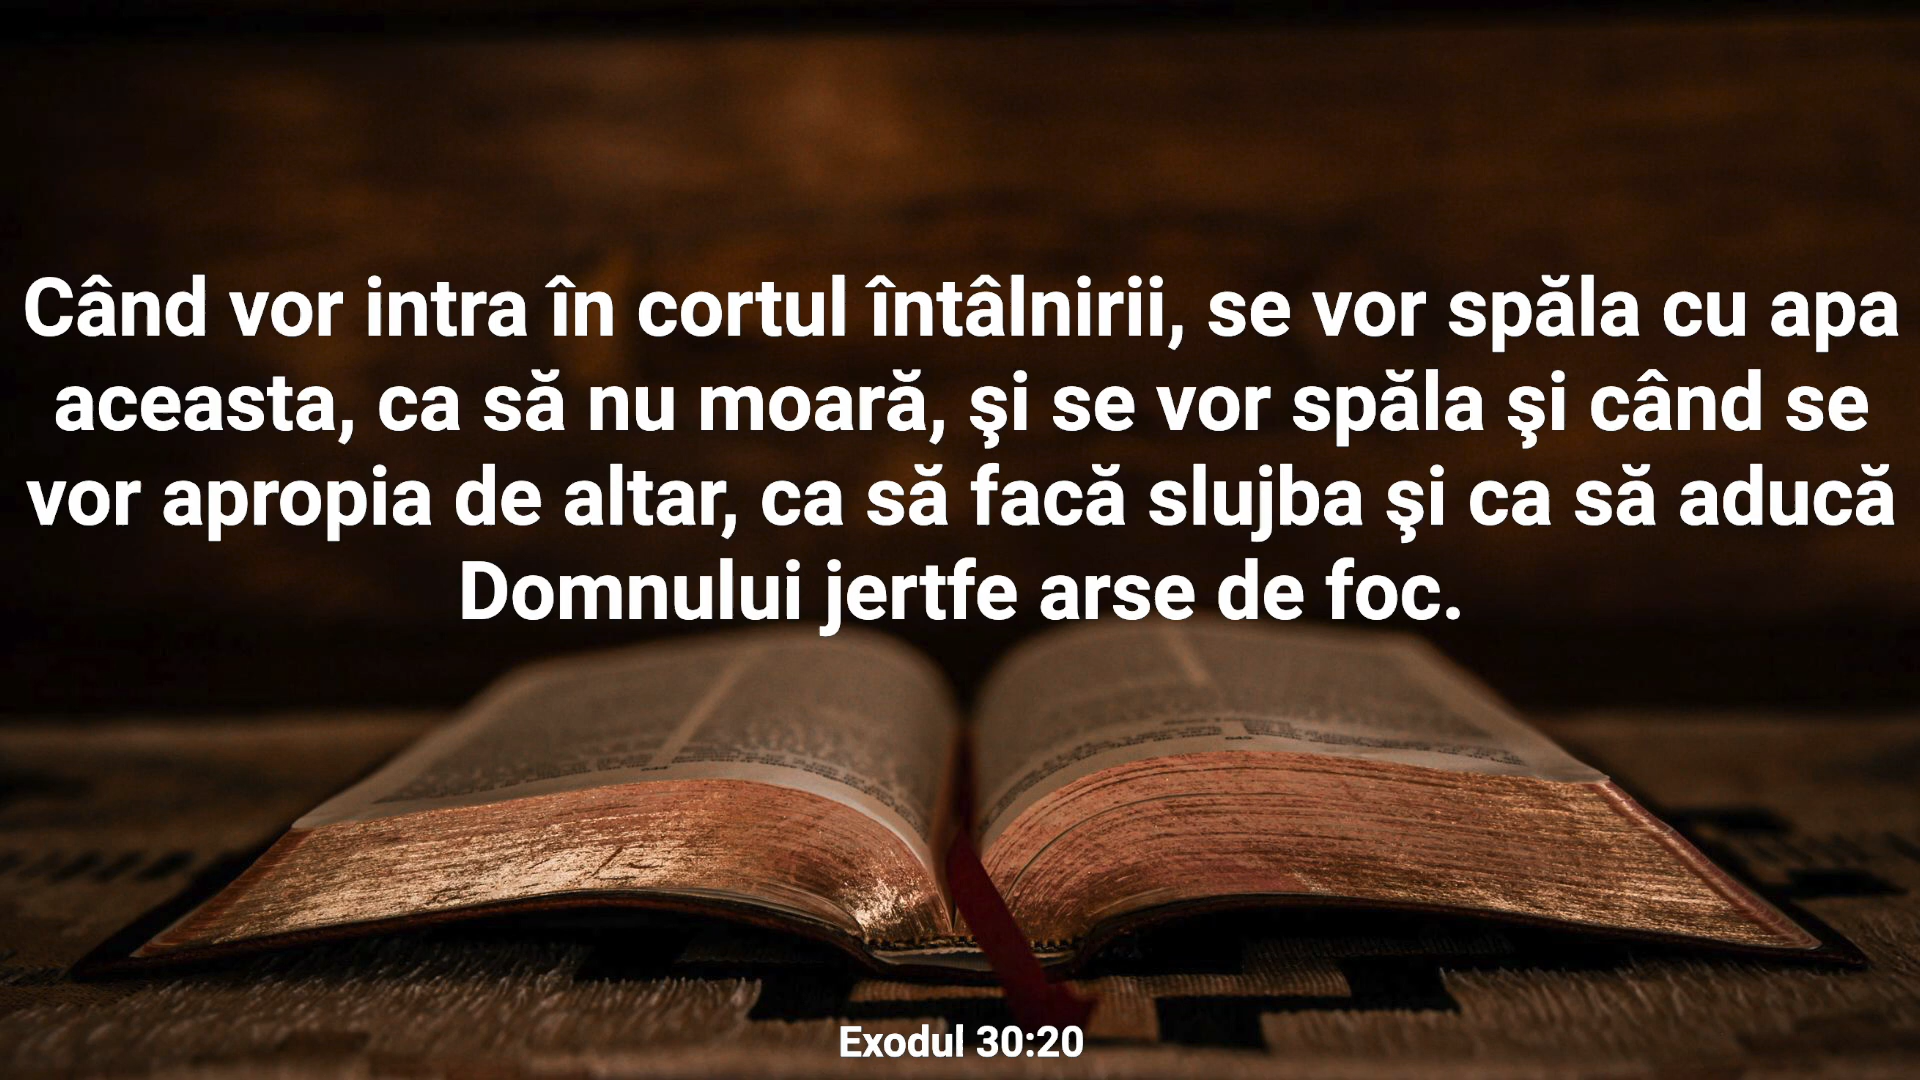 Când vor intra în cortul întâlnirii, se vor spăla cu apa
aceasta, ca să nu moară, şi se vor spăla şi când se
vor apropia de altar, ca să facă slujba şi ca să aducă
Domnului jertfe arse de foc.
Exodul 30:20